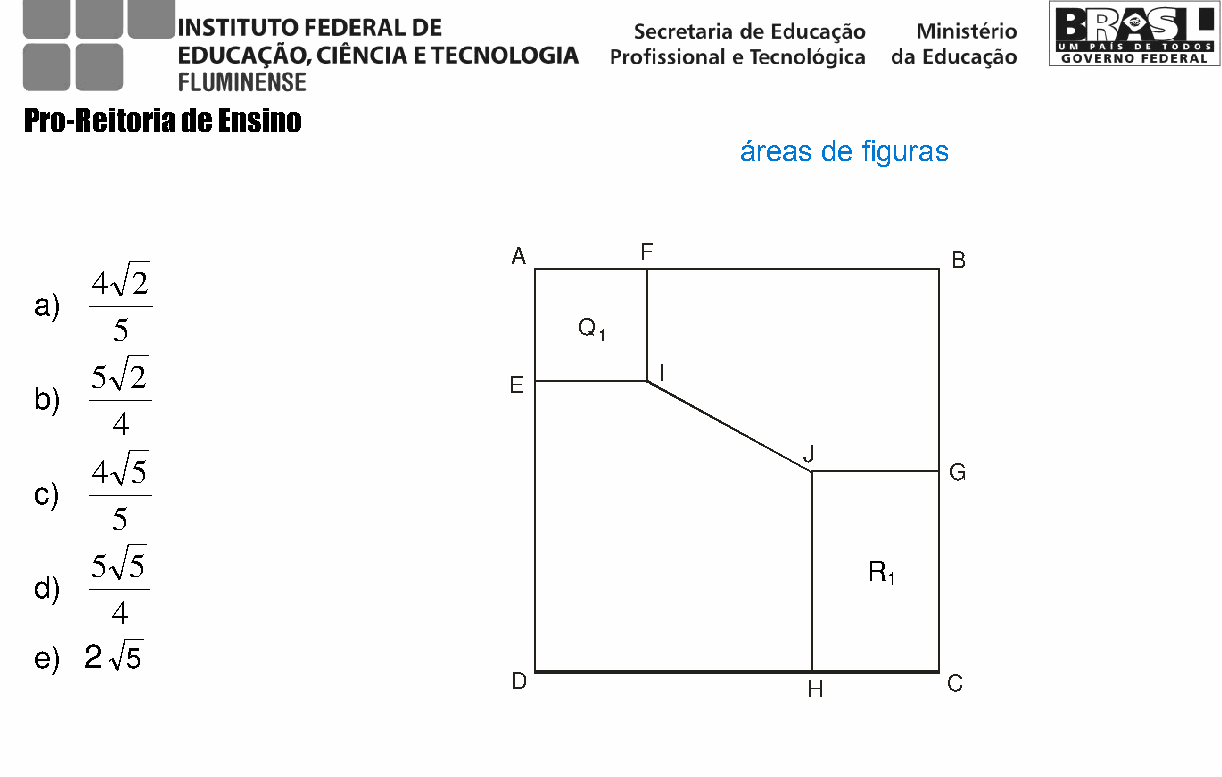 INSTITUTO FEDERAL DE
EDUCAÇÃO, CIÊNCIA E TECNOLOGIA
FLUMINENSE
Secretaria de Educação
Profissional e Tecnológica
Ministério
da Educação
BRASIL
UM PAÍS DE TODOS
GOVERNO FEDERAL
Pro-Reitoria de Ensino
áreas de figuras
a) 4√2/5
b) 5√2/4
c) 4√5/5
d) 5√5/4
e) 2√5
A F B
Q₁
E I
J G
R₁
D H C